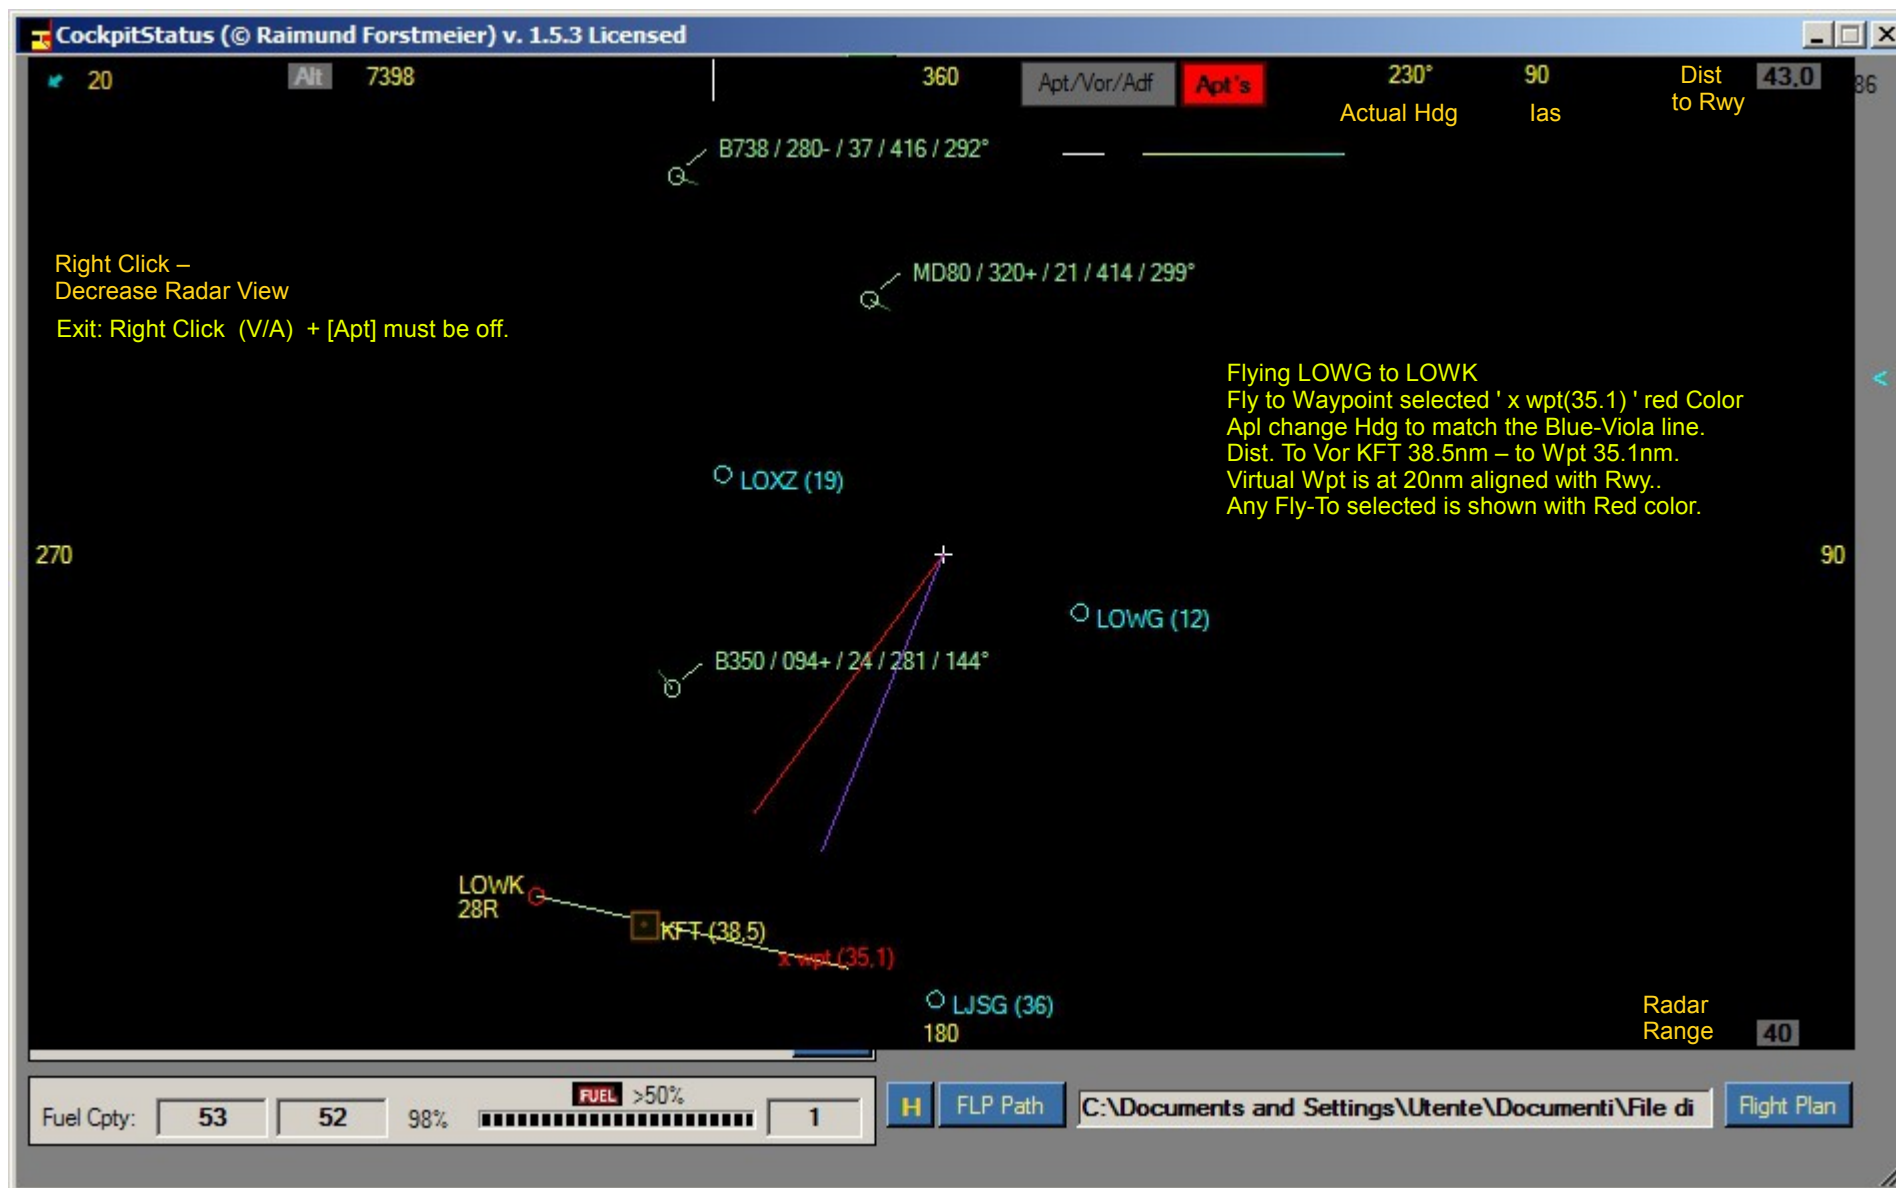 CockpitStatus (© Raimund Forstmeier) v. 1.5.3 Licensed
20 Alt 7398 360 Apt/Vor/Adf Apt's 230° 90 Dist to Rwy 43,0 86
Actual Hdg Ias
B738 / 280- / 37 / 416 / 292°
MD80 / 320+ / 21 / 414 / 299°
Right Click –
Decrease Radar View
Exit: Right Click (V/A) + [Apt] must be off.
Flying LOWG to LOWK
Fly to Waypoint selected ' x wpt(35.1) ' red Color
Apl change Hdg to match the Blue-Viola line.
Dist. To Vor KFT 38.5nm – to Wpt 35.1nm.
Virtual Wpt is at 20nm aligned with Rwy..
Any Fly-To selected is shown with Red color.
<
LOXZ (19)
270
90
LOWG (12)
B350 / 094+ / 24 / 281 / 144°
LOWK
28R
KFT (38,5)
x wpt (35,1)
LJSG (36)
180
Radar
Range 40
Fuel Cpty: 53 52 98% FUEL >50% 1
H FLP Path C:\Documents and Settings\Utente\Documenti\File di Flight Plan